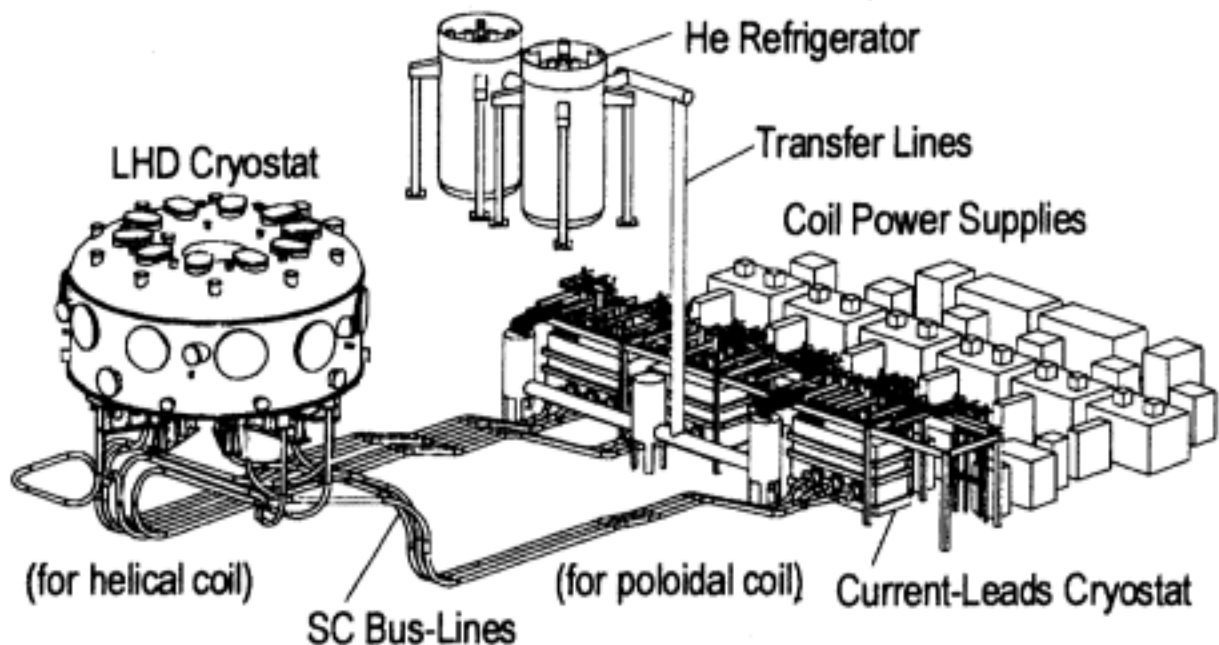 He Refrigerator
Transfer Lines
LHD Cryostat
Coil Power Supplies
(for helical coil)
(for poloidal coil)
Current-Leads Cryostat
SC Bus-Lines